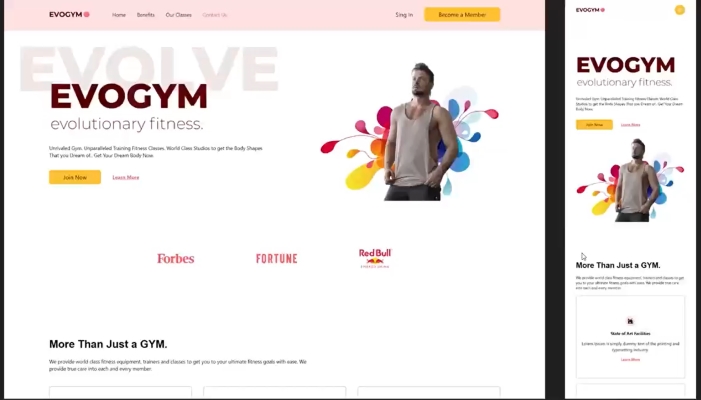 EVOGYM
Home Benefits Our Classes Contact Us
Sing In
Become a Member
EVOLVE
EVOGYM
evolutionary fitness.
Unrivaled Gym. Unparalleled Training Fitness Classes. World Class Studios to get the Body Shapes
That you Dream of.. Get Your Dream Body Now.
Join Now
Learn More
Forbes
FORTUNE
Red Bull
ENERGY DRINK
More Than Just a GYM.
We provide world class fitness equipment, trainers and classes to get you to your ultimate fitness goals with ease. We
provide true care into each and every member.
EVOGYM
EVOGYM
evolutionary fitness.
Unrivaled Gym. Unparalleled Training Fitness Classes. World Class
Studios to get the Body Shapes That you Dream of.. Get Your Dream
Body Now.
Join Now
Learn More
More Than Just a GYM.
We provide world class fitness equipment, trainers and classes to get
you to your ultimate fitness goals with ease. We provide true care
into each and every member.
State of Art Facilities
Lorem Ipsum is simply dummy text of the printing and
typesetting industry.
Learn More